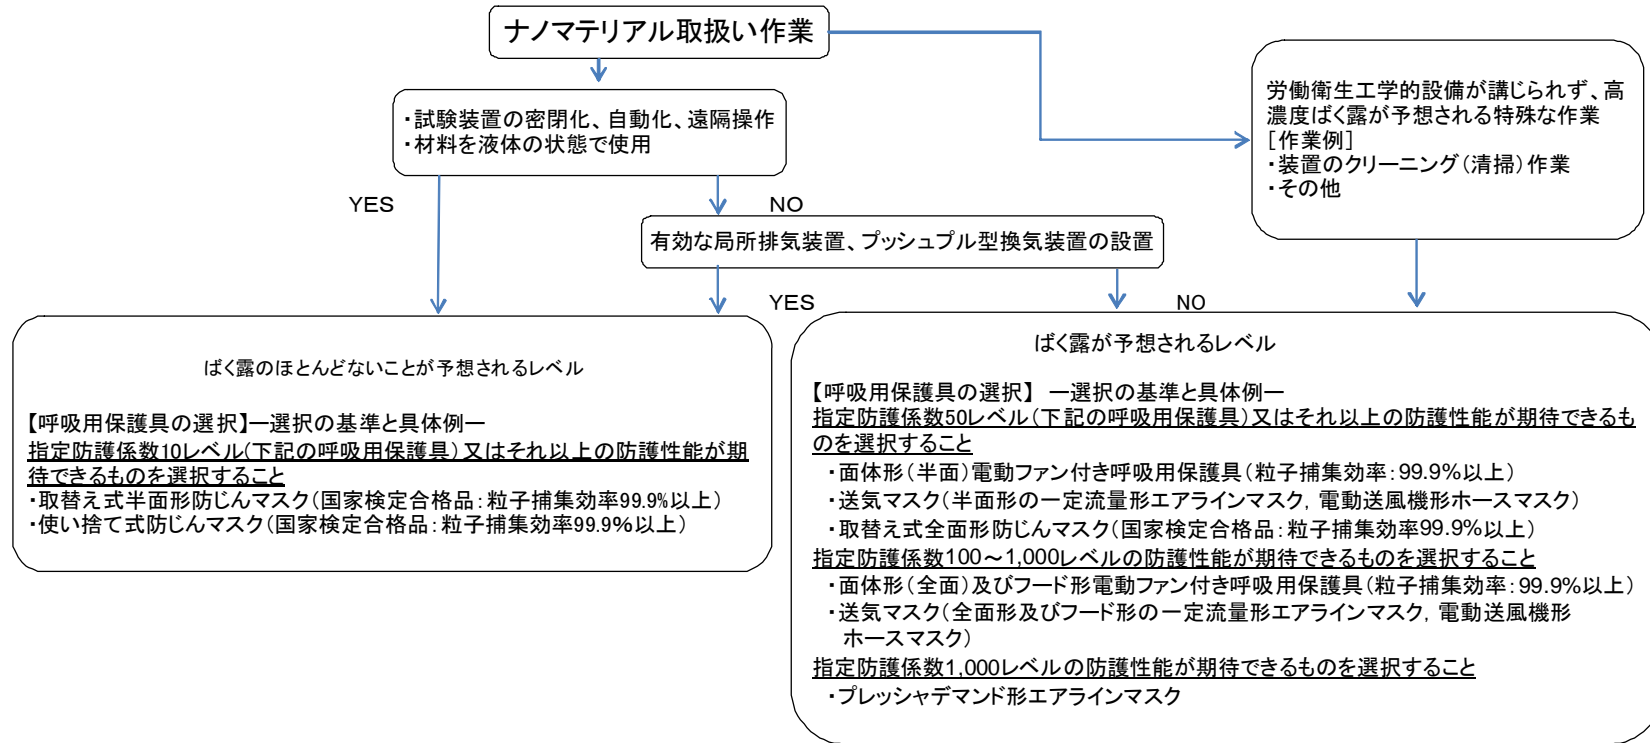 ナノマテリアル取扱い作業
・試験装置の密閉化、自動化、遠隔操作
・材料を液体の状態で使用
労働衛生工学的設備が講じられず、高
濃度ばく露が予想される特殊な作業
[作業例]
・装置のクリーニング(清掃)作業
・その他
YES
NO
有効な局所排気装置、プッシュプル型換気装置の設置
YES
NO
ばく露のほとんどないことが予想されるレベル
【呼吸用保護具の選択】―選択の基準と具体例―
指定防護係数10レベル(下記の呼吸用保護具)又はそれ以上の防護性能が期
待できるものを選択すること
・取替え式半面形防じんマスク(国家検定合格品:粒子捕集効率99.9%以上)
・使い捨て式防じんマスク(国家検定合格品:粒子捕集効率99.9%以上)
ばく露が予想されるレベル
【呼吸用保護具の選択】 ―選択の基準と具体例―
指定防護係数50レベル(下記の呼吸用保護具)又はそれ以上の防護性能が期待できるも
のを選択すること
・面体形(半面)電動ファン付き呼吸用保護具(粒子捕集効率:99.9%以上)
・送気マスク(半面形の一定流量形エアラインマスク, 電動送風機形ホースマスク)
・取替え式全面形防じんマスク(国家検定合格品:粒子捕集効率99.9%以上)
指定防護係数100~1,000レベルの防護性能が期待できるものを選択すること
・面体形(全面)及びフード形電動ファン付き呼吸用保護具(粒子捕集効率:99.9%以上)
・送気マスク(全面形及びフード形の一定流量形エアラインマスク, 電動送風機形
ホースマスク)
指定防護係数1,000レベルの防護性能が期待できるものを選択すること
・プレッシャデマンド形エアラインマスク